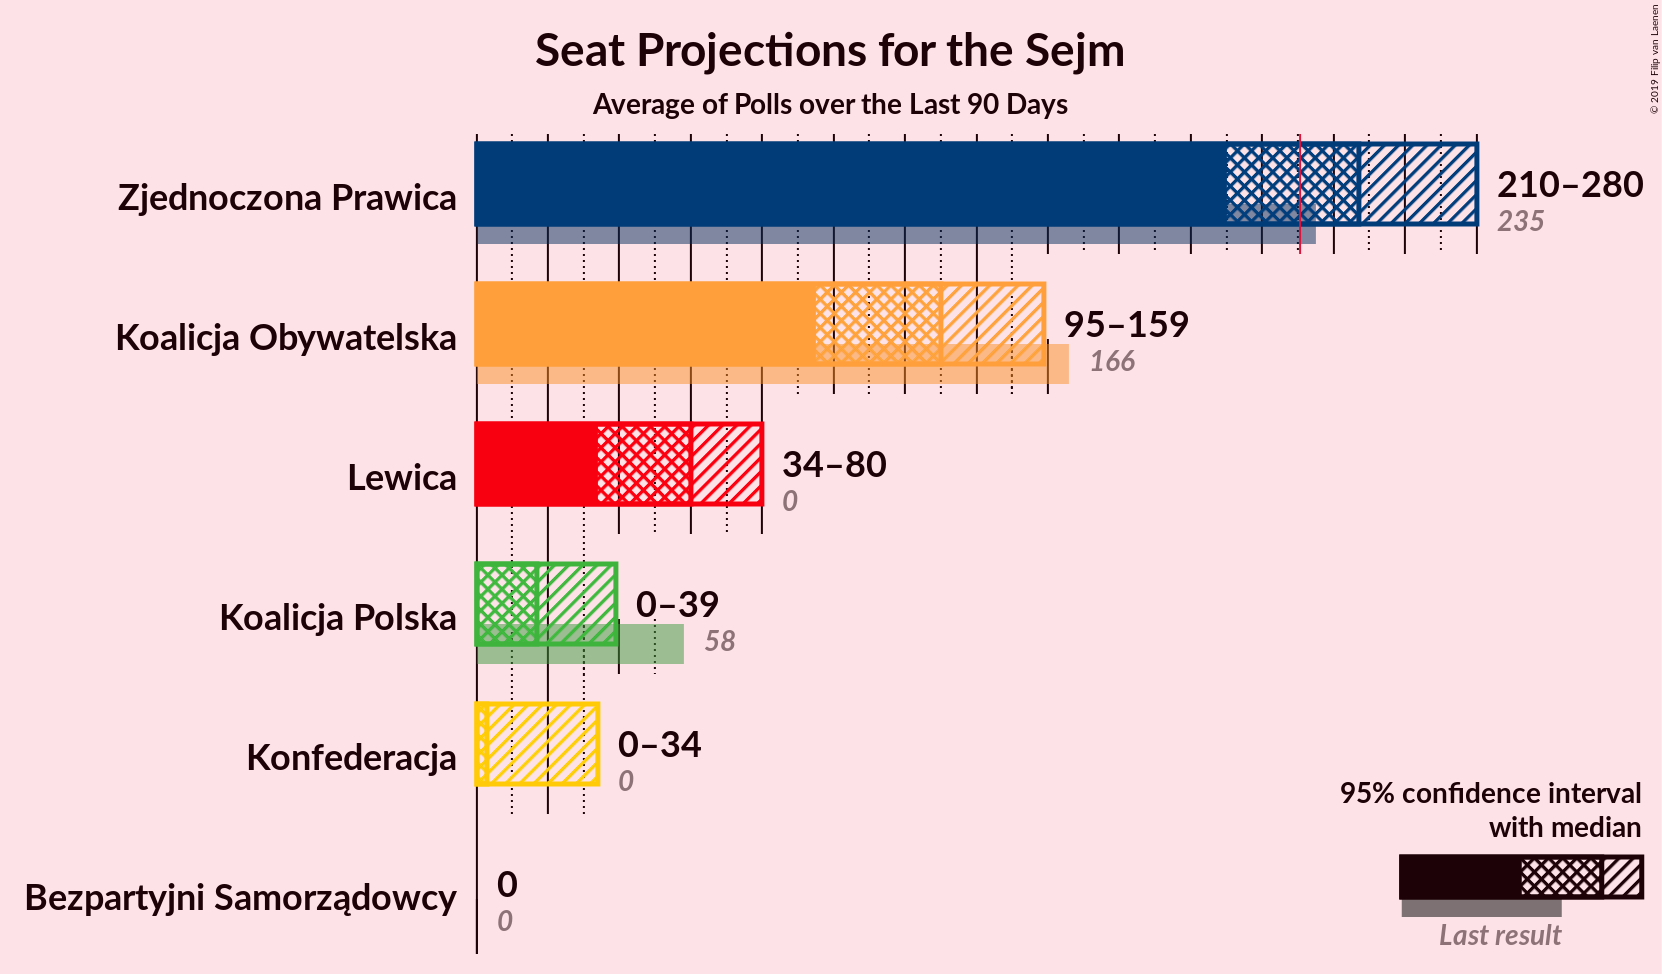 Seat Projections for the Sejm
Average of Polls over the Last 90 Days
© 2019 Filip van Laenen
Zjednoczona Prawica
210–280
235
Koalicja Obywatelska
95–159
166
Lewica
34–80
0
Koalicja Polska
0–39
58
Konfederacja
0–34
0
Bezpartyjni Samorządowcy
0
0
95% confidence interval
with median
Last result